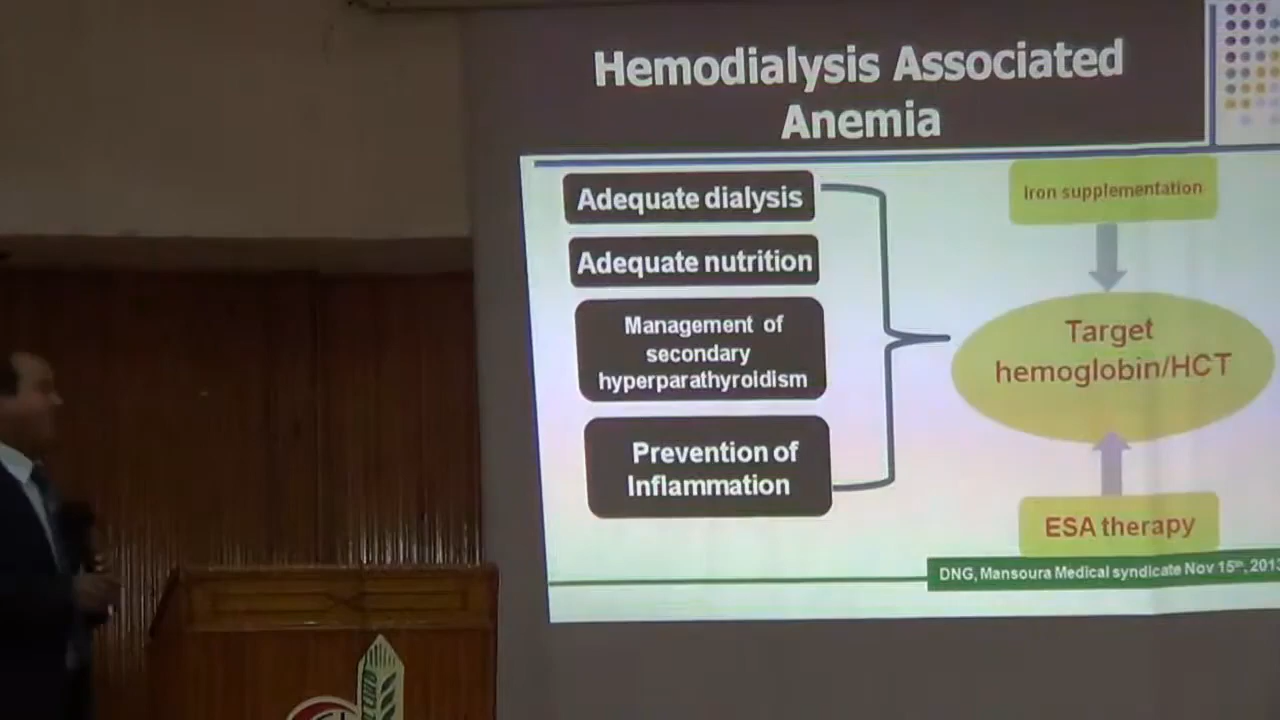 Hemodialysis Associated
Anemia
Adequate dialysis
Adequate nutrition
Management of
secondary
hyperparathyroidism
Prevention of
Inflammation
Iron supplementation
Target
hemoglobin/HCT
ESA therapy
DNG, Mansoura Medical syndicate Nov 15th, 2013